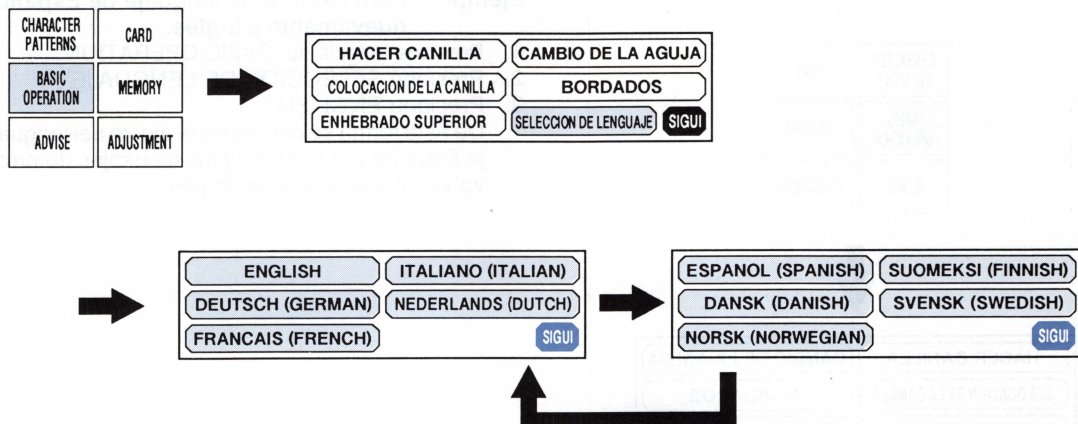 CHARACTER
PATTERNS
CARD
BASIC
OPERATION
MEMORY
ADVISE
ADJUSTMENT
HACER CANILLA
CAMBIO DE LA AGUJA
COLOCACION DE LA CANILLA
BORDADOS
ENHEBRADO SUPERIOR
SELECCION DE LENGUAJE
SIGUI
ENGLISH
ITALIANO (ITALIAN)
DEUTSCH (GERMAN)
NEDERLANDS (DUTCH)
FRANCAIS (FRENCH)
SIGUI
ESPANOL (SPANISH)
SUOMEKSI (FINNISH)
DANSK (DANISH)
SVENSK (SWEDISH)
NORSK (NORWEGIAN)
SIGUI